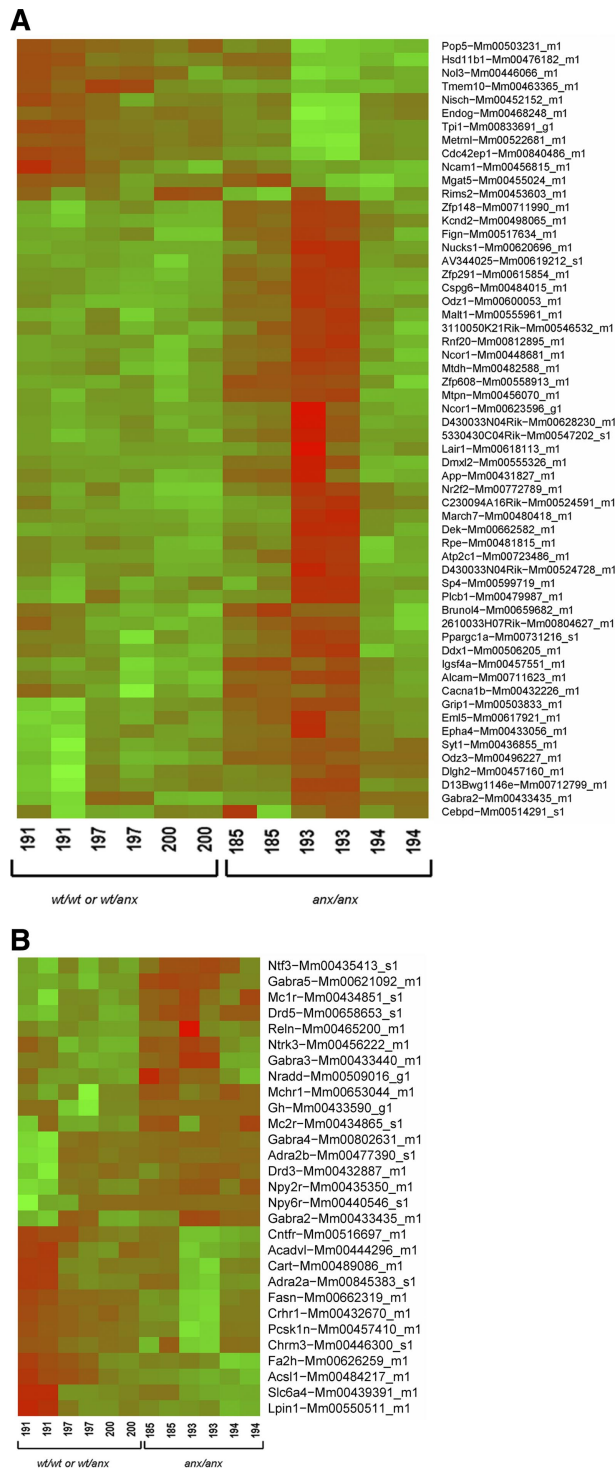 A
Pop5−Mm00503231_m1
Hsd11b1−Mm00476182_m1
Nol3−Mm00446066_m1
Tmem10−Mm00463365_m1
Nisch−Mm00452152_m1
Endog−Mm00468248_m1
Tpi1−Mm00833691_g1
Metrnl−Mm00522681_m1
Cdc42ep1−Mm00840486_m1
Ncam1−Mm00456815_m1
Mgat5−Mm00455024_m1
Rims2−Mm00453603_m1
Zfp148−Mm00711990_m1
Kcnd2−Mm00498065_m1
Fign−Mm00517634_m1
Nucks1−Mm00620696_m1
AV344025−Mm00619212_s1
Zfp291−Mm00615854_m1
Cspg6−Mm00484015_m1
Odz1−Mm00600053_m1
Malt1−Mm00555961_m1
3110050K21Rik−Mm00546532_m1
Rnf20−Mm00812895_m1
Ncor1−Mm00448681_m1
Mtdh−Mm00482588_m1
Zfp608−Mm00558913_m1
Mtpn−Mm00456070_m1
Ncor1−Mm00623596_g1
D430033N04Rik−Mm00628230_m1
5330430C04Rik−Mm00547202_s1
Lair1−Mm00618113_m1
Dmxl2−Mm00555326_m1
App−Mm00431827_m1
Nr2f2−Mm00772789_m1
C230094A16Rik−Mm00524591_m1
March7−Mm00480418_m1
Dek−Mm00662582_m1
Rpe−Mm00481815_m1
Atp2c1−Mm00723486_m1
D430033N04Rik−Mm00524728_m1
Sp4−Mm00599719_m1
Plcb1−Mm00479987_m1
Brunol4−Mm00659682_m1
2610033H07Rik−Mm00804627_m1
Ppargc1a−Mm00731216_s1
Ddx1−Mm00506205_m1
Igsf4a−Mm00457551_m1
Alcam−Mm00711623_m1
Cacna1b−Mm00432226_m1
Grip1−Mm00503833_m1
Eml5−Mm00617921_m1
Epha4−Mm00433056_m1
Syt1−Mm00436855_m1
Odz3−Mm00496227_m1
Dlgh2−Mm00457160_m1
D13Bwg1146e−Mm00712799_m1
Gabra2−Mm00433435_m1
Cebpd−Mm00514291_s1
191 191 197 197 200 200 185 185 193 193 194 194
wt/wt or wt/anx anx/anx
B
Ntf3−Mm00435413_s1
Gabra5−Mm00621092_m1
Mc1r−Mm00434851_s1
Drd5−Mm00658653_s1
Reln−Mm00465200_m1
Ntrk3−Mm00456222_m1
Gabra3−Mm00433440_m1
Nradd−Mm00509016_g1
Mchr1−Mm00653044_m1
Gh−Mm00433590_g1
Mc2r−Mm00434865_s1
Gabra4−Mm00802631_m1
Adra2b−Mm00477390_s1
Drd3−Mm00432887_m1
Npy2r−Mm00435350_m1
Npy6r−Mm00440546_s1
Gabra2−Mm00433435_m1
Cntfr−Mm00516697_m1
Acadvl−Mm00444296_m1
Cart−Mm00489086_m1
Adra2a−Mm00845383_s1
Fasn−Mm00662319_m1
Crhr1−Mm00432670_m1
Pcsk1n−Mm00457410_m1
Chrm3−Mm00446300_s1
Fa2h−Mm00626259_m1
Acsl1−Mm00484217_m1
Slc6a4−Mm00439391_m1
Lpin1−Mm00550511_m1
191 191 197 197 200 200 185 185 193 193 194 194
wt/wt or wt/anx anx/anx